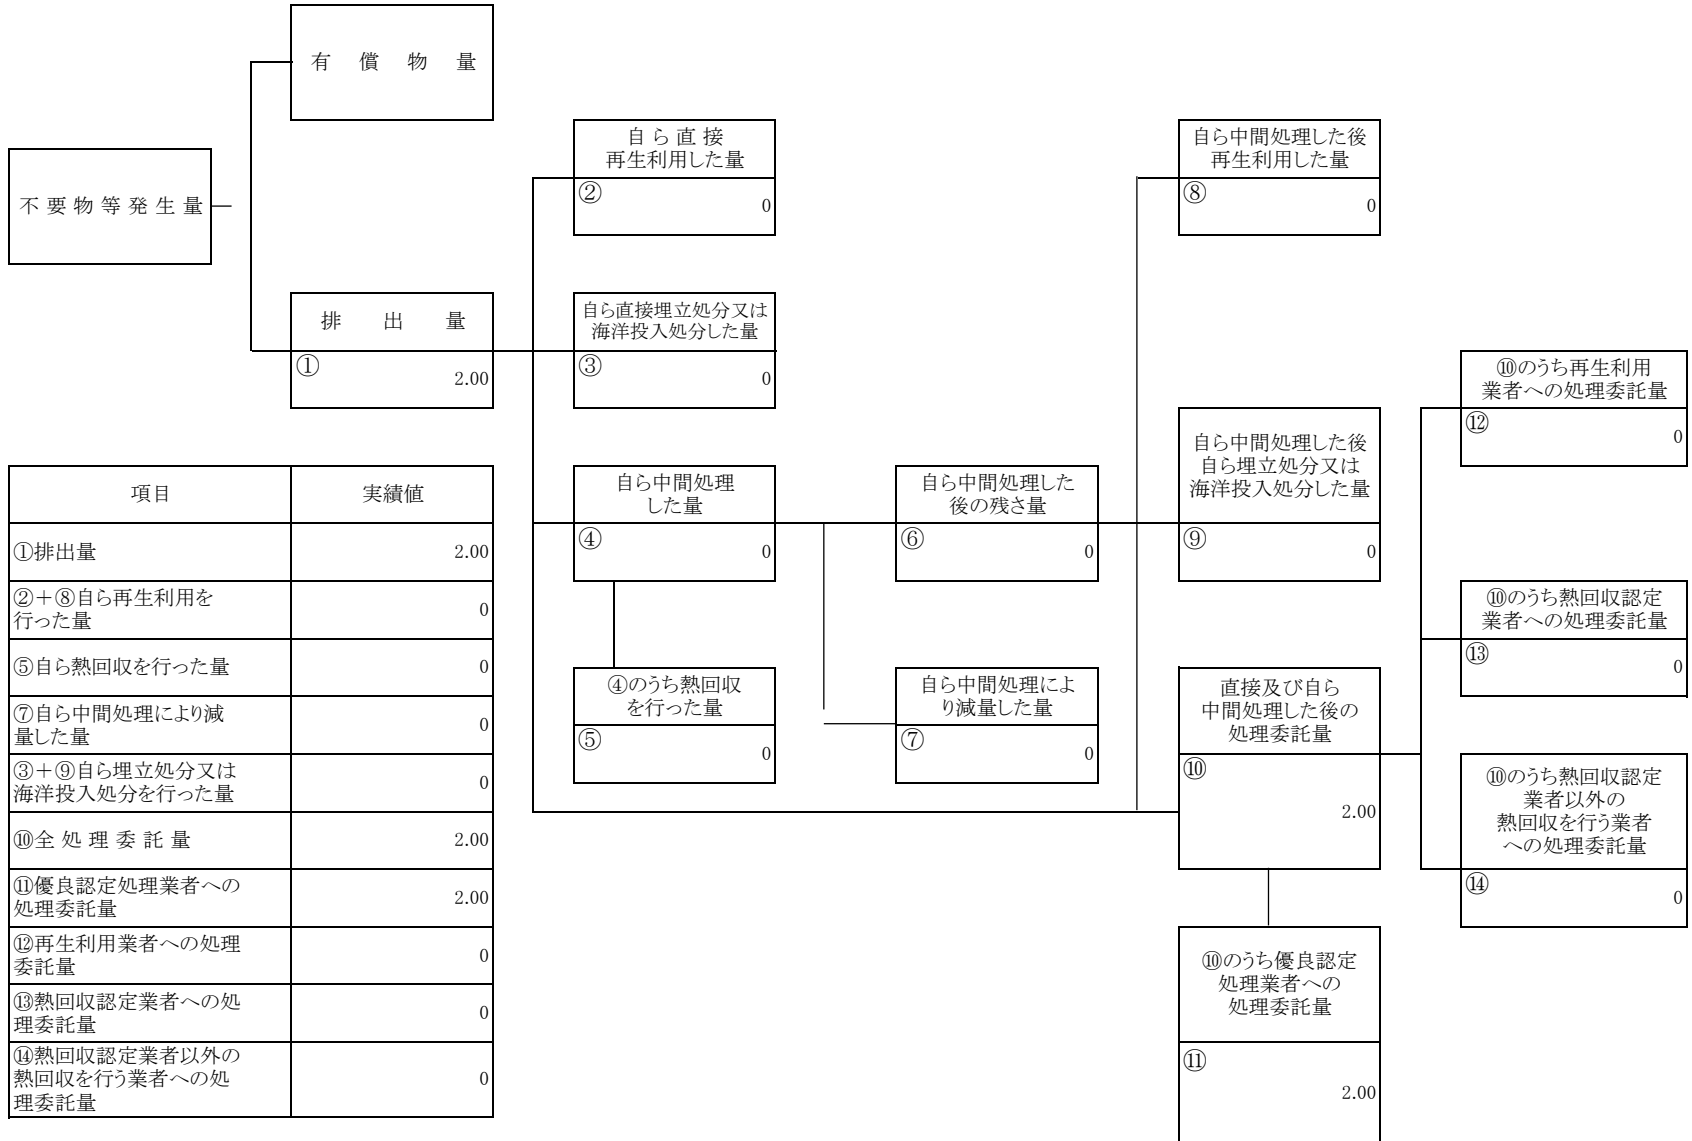 有 償 物 量
不 要 物 等 発 生 量
排 出 量
①
2.00
自 ら 直 接
再生利用した量
②
0
自ら直接埋立処分又は
海洋投入処分した量
③
0
自ら中間処理
した量
④
0
④のうち熱回収
を行った量
⑤
0
自ら中間処理した
後の残さ量
⑥
0
自ら中間処理によ
り減量した量
⑦
0
自ら中間処理した後
再生利用した量
⑧
0
自ら中間処理した後
自ら埋立処分又は
海洋投入処分した量
⑨
0
直接及び自ら
中間処理した後の
処理委託量
⑩
2.00
⑩のうち優良認定
処理業者への
処理委託量
⑪
2.00
⑩のうち再生利用
業者への処理委託量
⑫
0
⑩のうち熱回収認定
業者への処理委託量
⑬
0
⑩のうち熱回収認定
業者以外の
熱回収を行う業者
への処理委託量
⑭
0
項目 実績値
①排出量 2.00
②+⑧自ら再生利用を
行った量 0
⑤自ら熱回収を行った量 0
⑦自ら中間処理により減
量した量 0
③+⑨自ら埋立処分又は
海洋投入処分を行った量 0
⑩全 処 理 委 託 量 2.00
⑪優良認定処理業者への
処理委託量 2.00
⑫再生利用業者への処理
委託量 0
⑬熱回収認定業者への処
理委託量 0
⑭熱回収認定業者以外の
熱回収を行う業者への処
理委託量 0